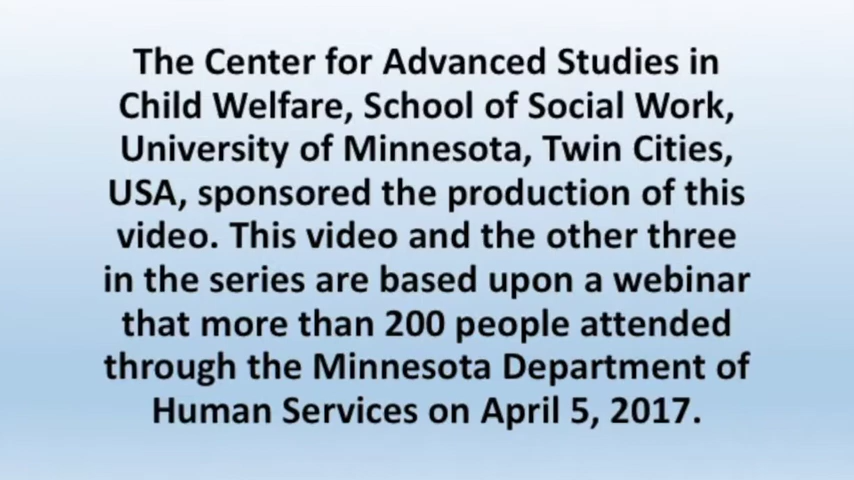 The Center for Advanced Studies in
Child Welfare, School of Social Work,
University of Minnesota, Twin Cities,
USA, sponsored the production of this
video. This video and the other three
in the series are based upon a webinar
that more than 200 people attended
through the Minnesota Department of
Human Services on April 5, 2017.